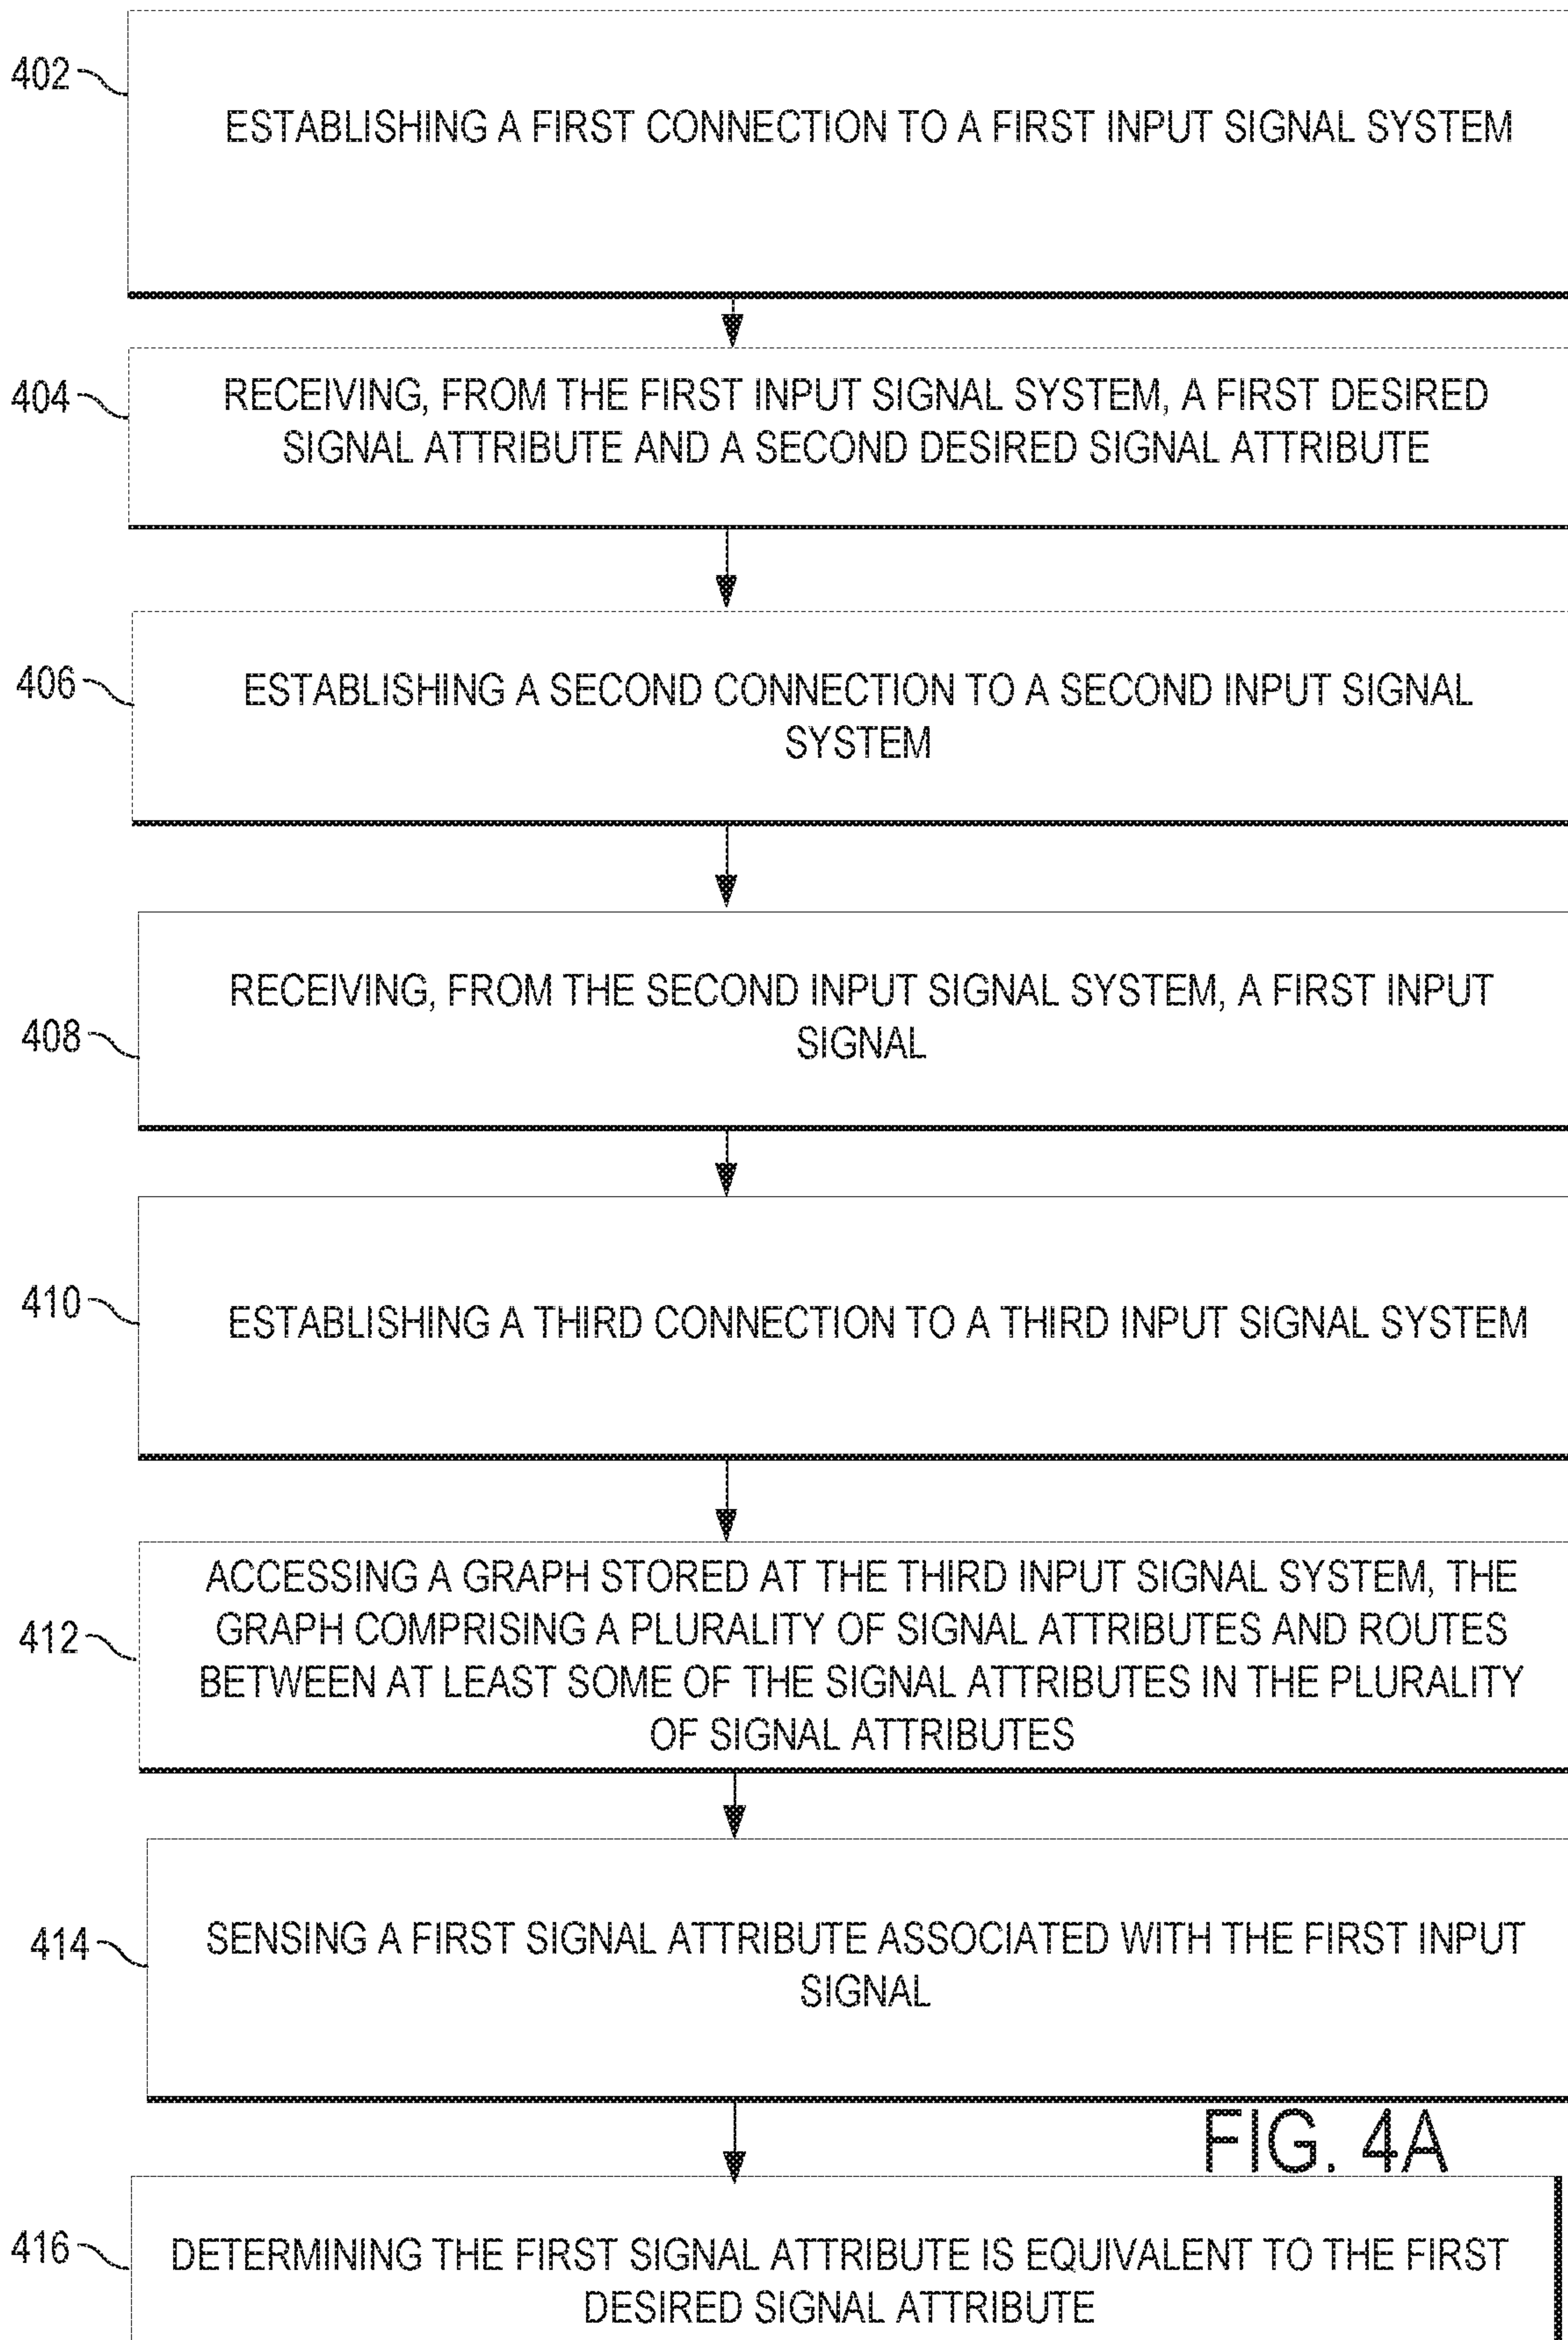 402
ESTABLISHING A FIRST CONNECTION TO A FIRST INPUT SIGNAL SYSTEM
404
RECEIVING, FROM THE FIRST INPUT SIGNAL SYSTEM, A FIRST DESIRED
SIGNAL ATTRIBUTE AND A SECOND DESIRED SIGNAL ATTRIBUTE
406
ESTABLISHING A SECOND CONNECTION TO A SECOND INPUT SIGNAL
SYSTEM
408
RECEIVING, FROM THE SECOND INPUT SIGNAL SYSTEM, A FIRST INPUT
SIGNAL
410
ESTABLISHING A THIRD CONNECTION TO A THIRD INPUT SIGNAL SYSTEM
412
ACCESSING A GRAPH STORED AT THE THIRD INPUT SIGNAL SYSTEM, THE
GRAPH COMPRISING A PLURALITY OF SIGNAL ATTRIBUTES AND ROUTES
BETWEEN AT LEAST SOME OF THE SIGNAL ATTRIBUTES IN THE PLURALITY
OF SIGNAL ATTRIBUTES
414
SENSING A FIRST SIGNAL ATTRIBUTE ASSOCIATED WITH THE FIRST INPUT
SIGNAL
FIG. 4A
416
DETERMINING THE FIRST SIGNAL ATTRIBUTE IS EQUIVALENT TO THE FIRST
DESIRED SIGNAL ATTRIBUTE